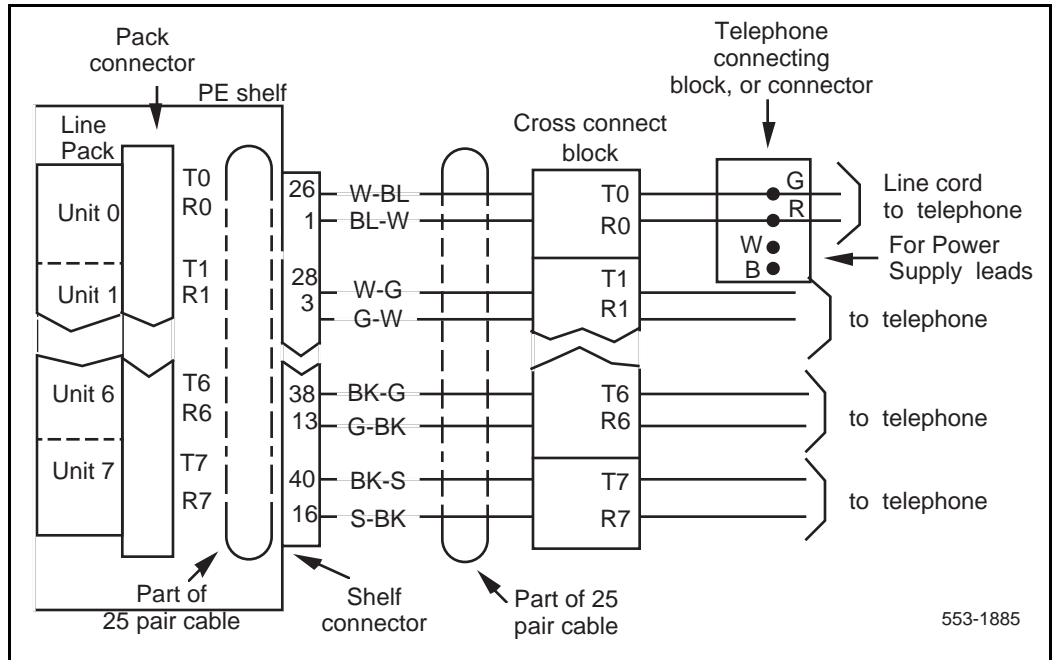 Pack
connector
Telephone
connecting
block, or connector
PE shelf
Line
Pack
Cross connect
block
T0
R0
Unit 0
26
1
W-BL
BL-W
T0
R0
G
R
W
B
Line cord
to telephone
For Power
Supply leads
T1
R1
Unit 1
28
3
W-G
G-W
T1
R1
to telephone
Unit 6
T6
R6
38
13
BK-G
G-BK
T6
R6
to telephone
Unit 7
T7
R7
40
16
BK-S
S-BK
T7
R7
to telephone
Part of
25 pair cable
Shelf
connector
Part of 25
pair cable
553-1885